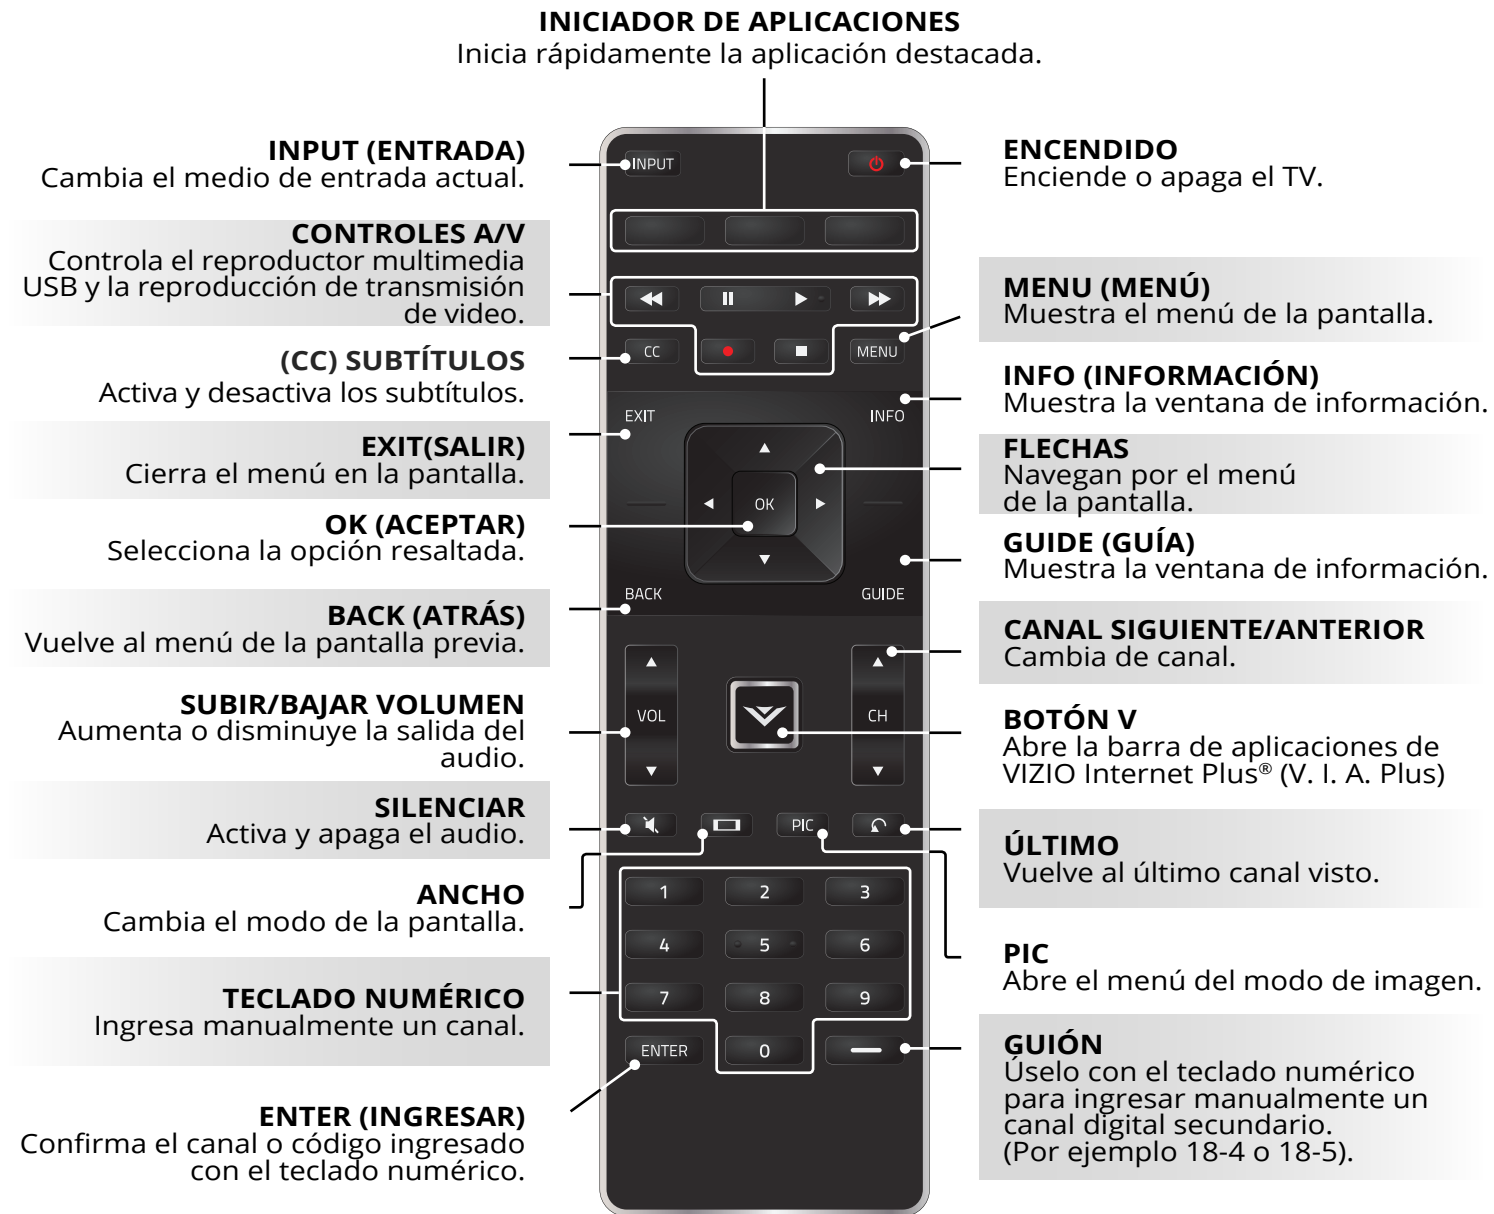 INICIADOR DE APLICACIONES
Inicia rápidamente la aplicación destacada.
INPUT (ENTRADA)
Cambia el medio de entrada actual.
CONTROLES A/V
Controla el reproductor multimedia
USB y la reproducción de transmisión
de video.
(CC) SUBTÍTULOS
Activa y desactiva los subtítulos.
EXIT(SALIR)
Cierra el menú en la pantalla.
OK (ACEPTAR)
Selecciona la opción resaltada.
BACK (ATRÁS)
Vuelve al menú de la pantalla previa.
SUBIR/BAJAR VOLUMEN
Aumenta o disminuye la salida del
audio.
SILENCIAR
Activa y apaga el audio.
ANCHO
Cambia el modo de la pantalla.
TECLADO NUMÉRICO
Ingresa manualmente un canal.
ENTER (INGRESAR)
Confirma el canal o código ingresado
con el teclado numérico.
INPUT
CC
MENU
EXIT
INFO
OK
BACK
GUIDE
VOL
CH
PIC
1 2 3
4 5 6
7 8 9
ENTER 0 —
ENCENDIDO
Enciende o apaga el TV.
MENU (MENÚ)
Muestra el menú de la pantalla.
INFO (INFORMACIÓN)
Muestra la ventana de información.
FLECHAS
Navegan por el menú
de la pantalla.
GUIDE (GUÍA)
Muestra la ventana de información.
CANAL SIGUIENTE/ANTERIOR
Cambia de canal.
BOTÓN V
Abre la barra de aplicaciones de
VIZIO Internet Plus® (V. I. A. Plus)
ÚLTIMO
Vuelve al último canal visto.
PIC
Abre el menú del modo de imagen.
GUIÓN
Úselo con el teclado numérico
para ingresar manualmente un
canal digital secundario.
(Por ejemplo 18-4 o 18-5).